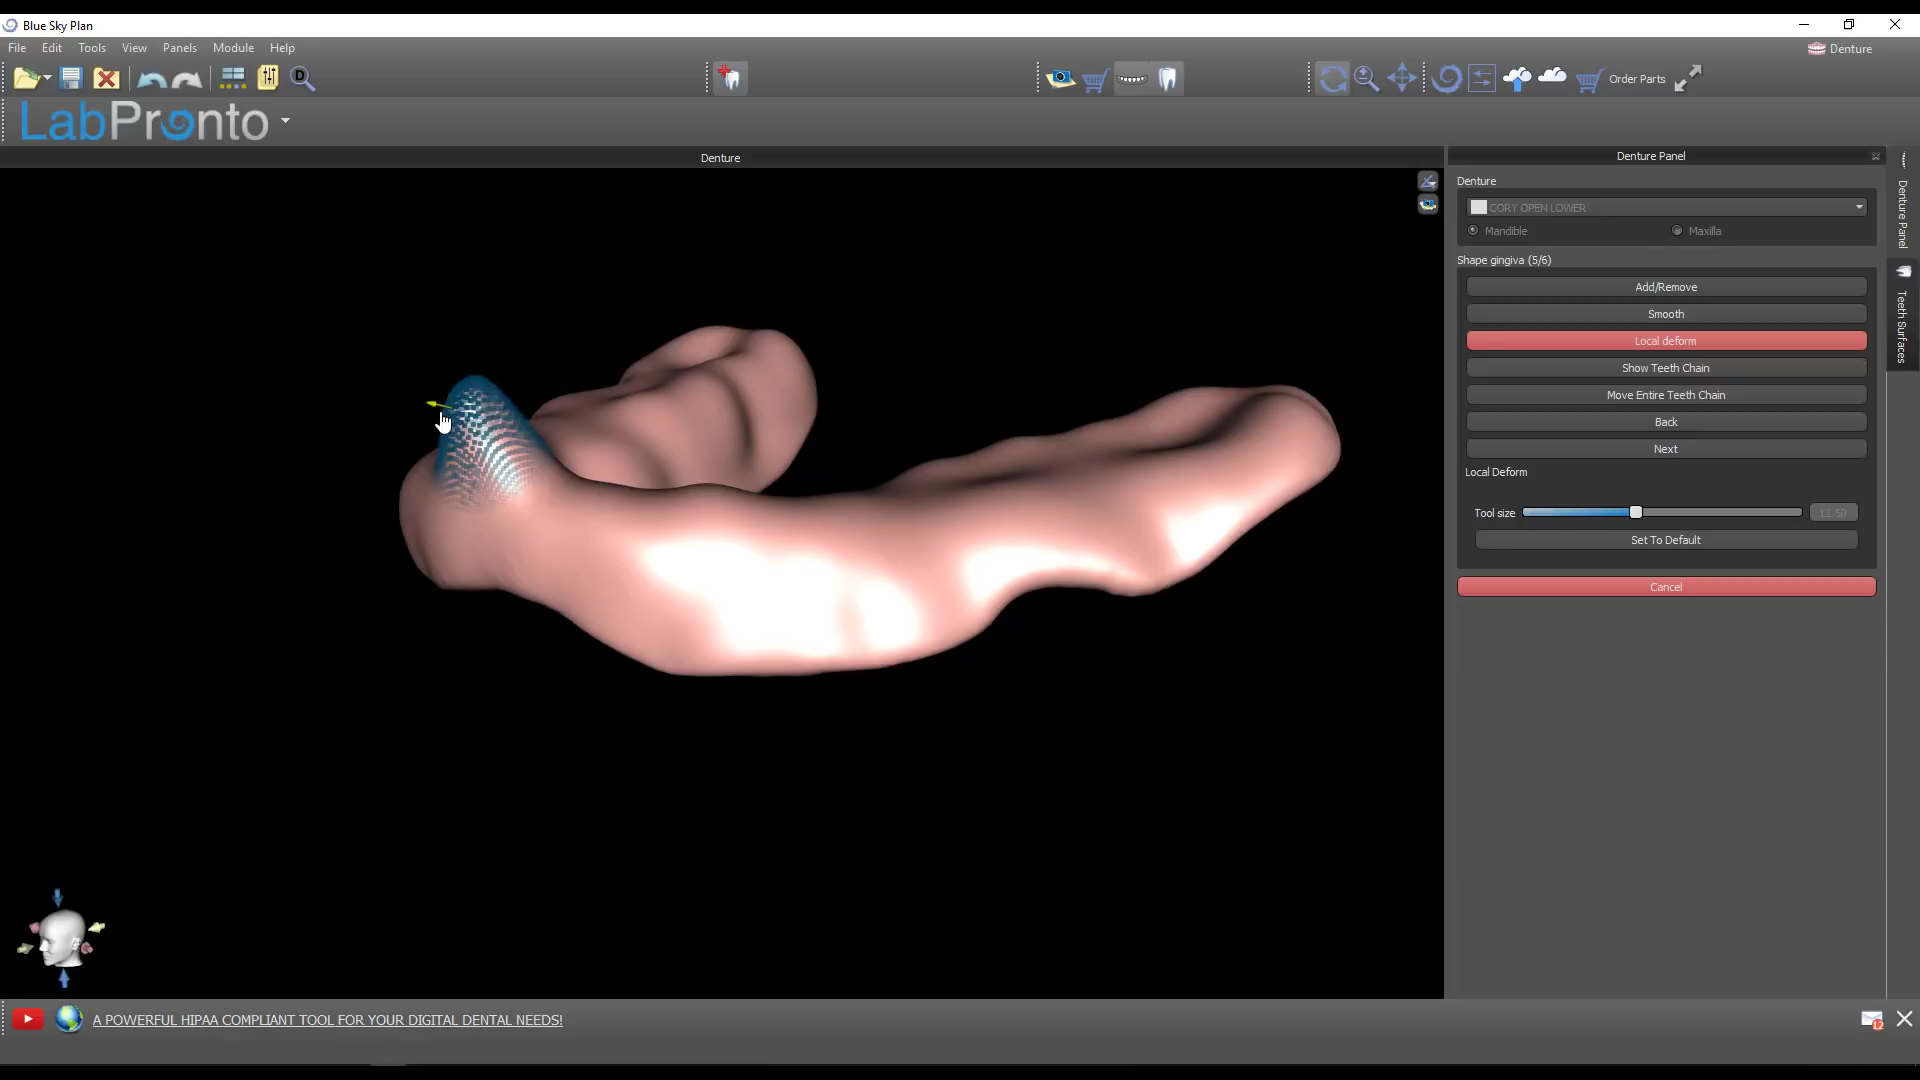 Blue Sky Plan
File Edit Tools View Panels Module Help
Denture
D
Order Parts
LabPronto
Denture
Denture Panel
Denture
CORY OPEN LOWER
Mandible Maxilla
Shape gingiva (5/6)
Add/Remove
Smooth
Local deform
Show Teeth Chain
Move Entire Teeth Chain
Back
Next
Local Deform
Tool size 12.50
Set To Default
Cancel
Denture Panel
Teeth Surfaces
A POWERFUL HIPAA COMPLIANT TOOL FOR YOUR DIGITAL DENTAL NEEDS!
12